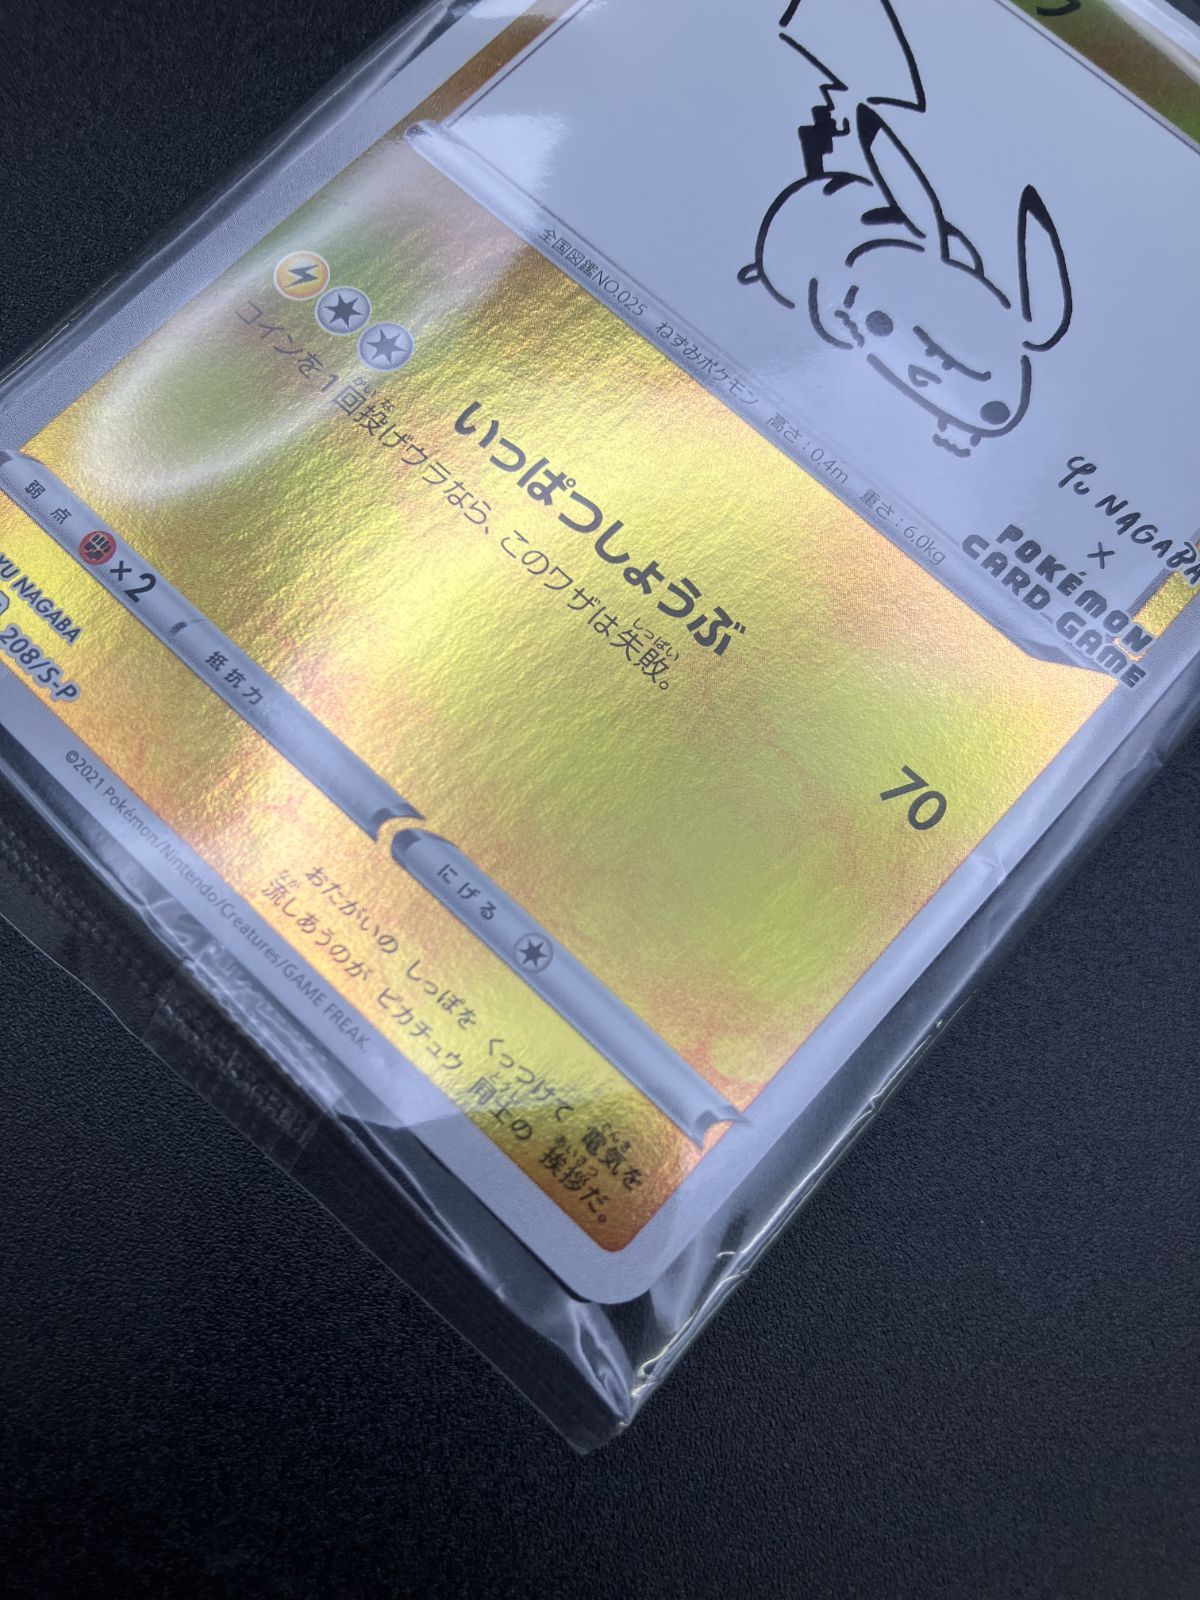 Yu NAGABA
×
POKÉMON
CARD GAME
全国図鑑NO.025 ねずみポケモン 高さ:0.4m 重さ:6.0kg
いっぱつしょうぶ 70
コインを1回投げウラなら、このワザは失敗。
弱点 ×2 抵抗力 にげる
YU NAGABA
208/S-P
おたがいの しっぽを くっつけて 電気を
流しあうのが ピカチュウ 同士の 挨拶だ。
©2021 Pokémon/Nintendo/Creatures/GAME FREAK.